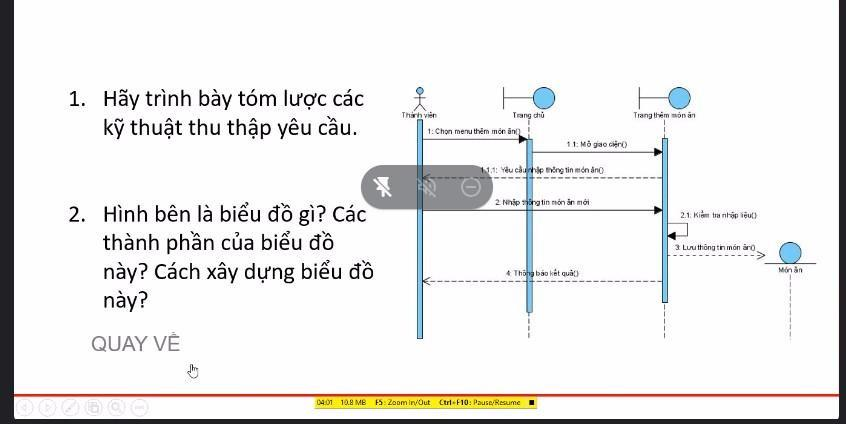 1. Hãy trình bày tóm lược các
kỹ thuật thu thập yêu cầu.
2. Hình bên là biểu đồ gì? Các
thành phần của biểu đồ
này? Cách xây dựng biểu đồ
này?
QUAY VỀ
Thành viên
Trang chủ
Trang thêm món ăn
1: Chọn menu thêm món ăn()
1.1: Mở giao diện()
1.1.1: Yêu cầu nhập thông tin món ăn()
2: Nhập thông tin món ăn mới
2.1: Kiểm tra nhập liệu()
3: Lưu thông tin món ăn()
Món ăn
4: Thông báo kết quả()
04:01 10.8 MB F5: Zoom In/Out Ctrl+F10: Pause/Resume